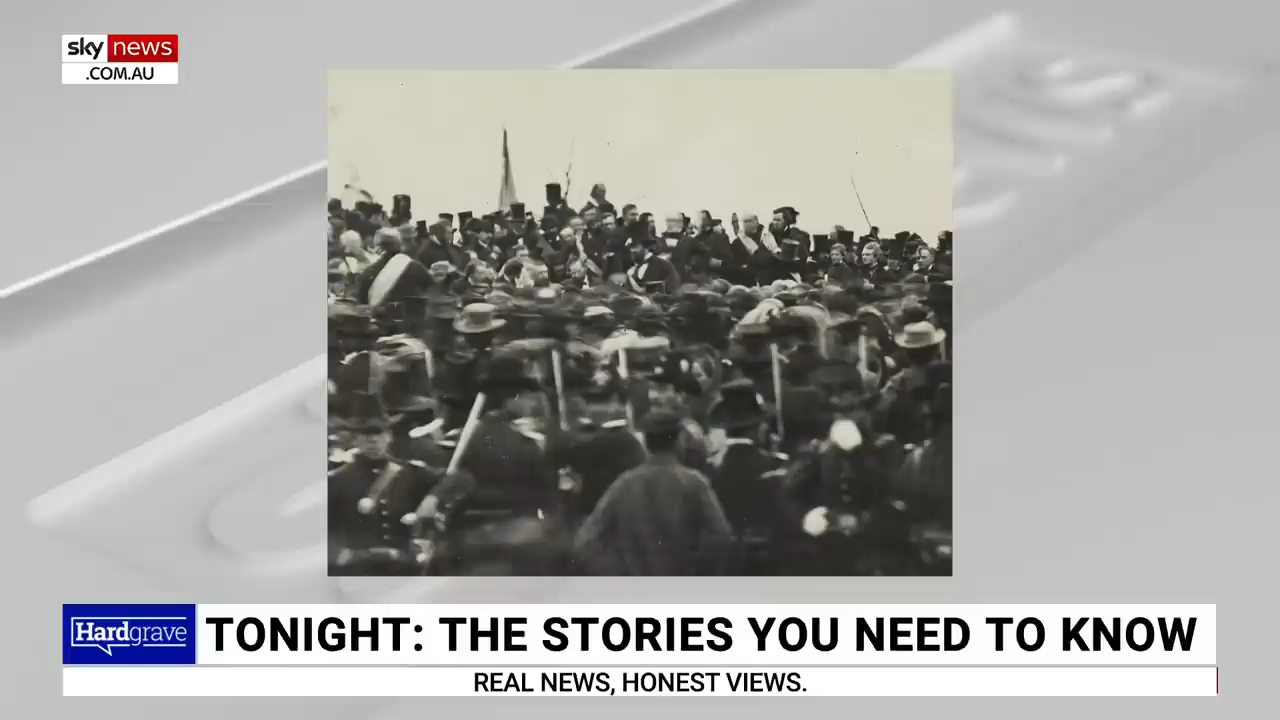 sky news
.COM.AU
Hardgrave
TONIGHT: THE STORIES YOU NEED TO KNOW
REAL NEWS, HONEST VIEWS.